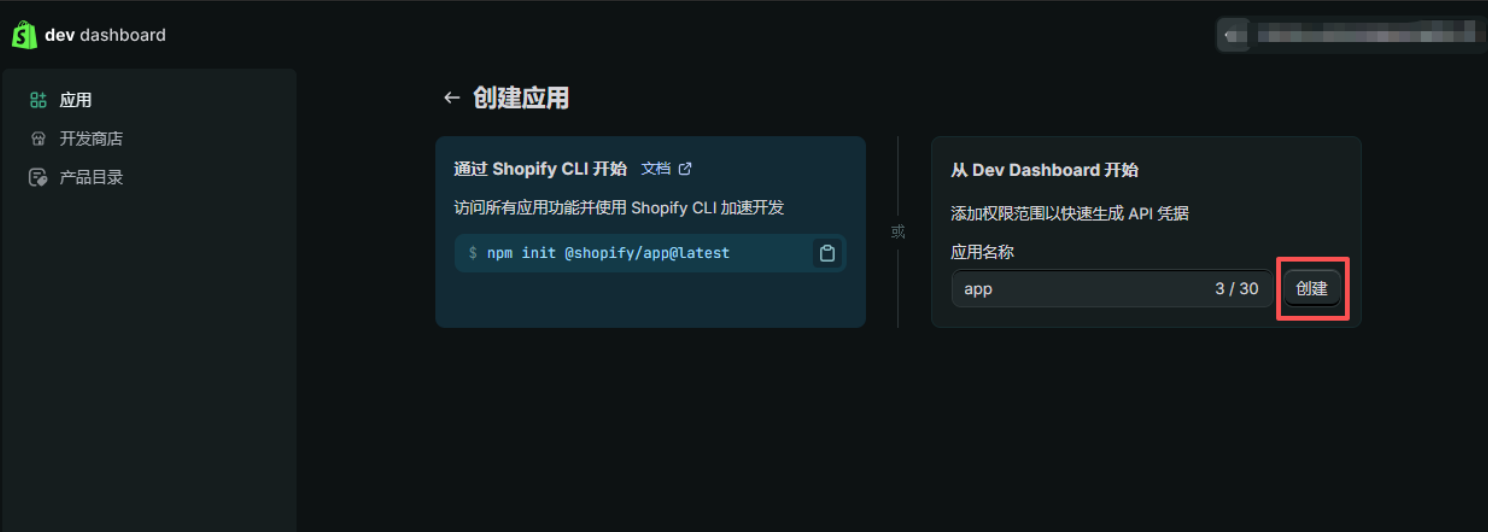 dev dashboard
应用
开发商店
产品目录
创建应用
通过 Shopify CLI 开始 文档
访问所有应用功能并使用 Shopify CLI 加速开发
$ npm init @shopify/app@latest
或
从 Dev Dashboard 开始
添加权限范围以快速生成 API 凭据
应用名称
app 3 / 30 创建